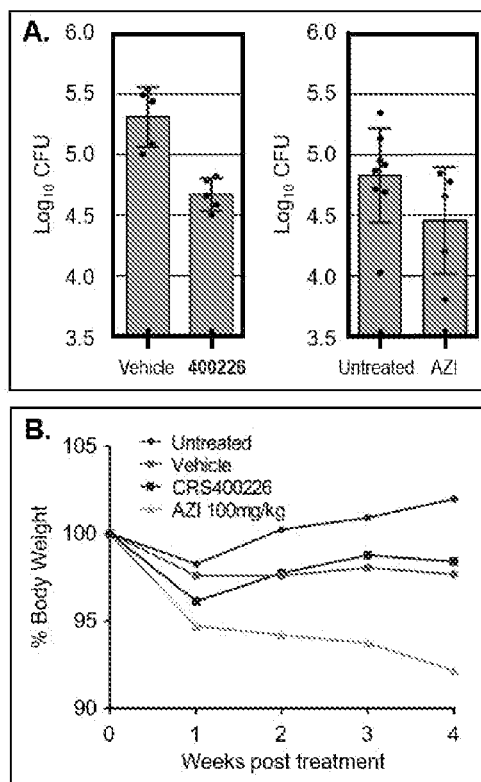 A.
6.0
5.5
5.0
4.5
4.0
3.5
Log10 CFU
Vehicle 400226
6.0
5.5
5.0
4.5
4.0
3.5
Log10 CFU
Untreated AZI
B.
105
100
95
90
% Body Weight
Untreated
Vehicle
CRS400226
AZI 100mg/kg
0 1 2 3 4
Weeks post treatment